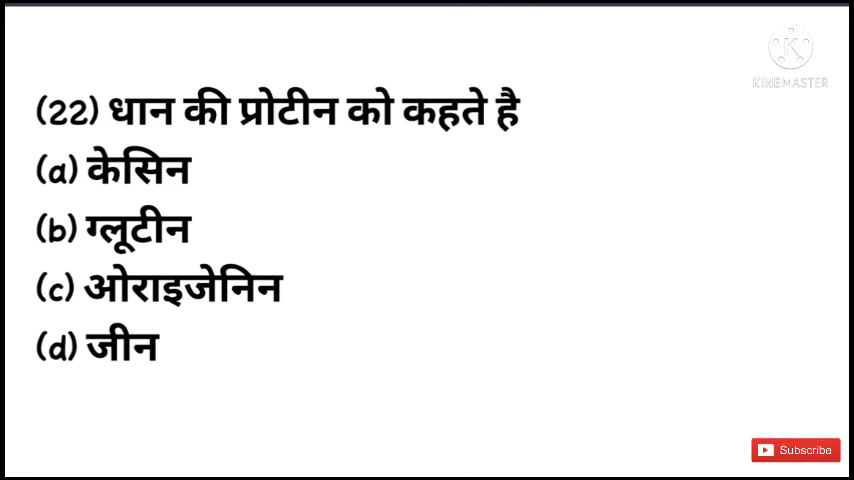 KINEMASTER
(22) धान की प्रोटीन को कहते है
(a) केसिन
(b) ग्लूटीन
(c) ओराइजेनिन
(d) जीन
Subscribe